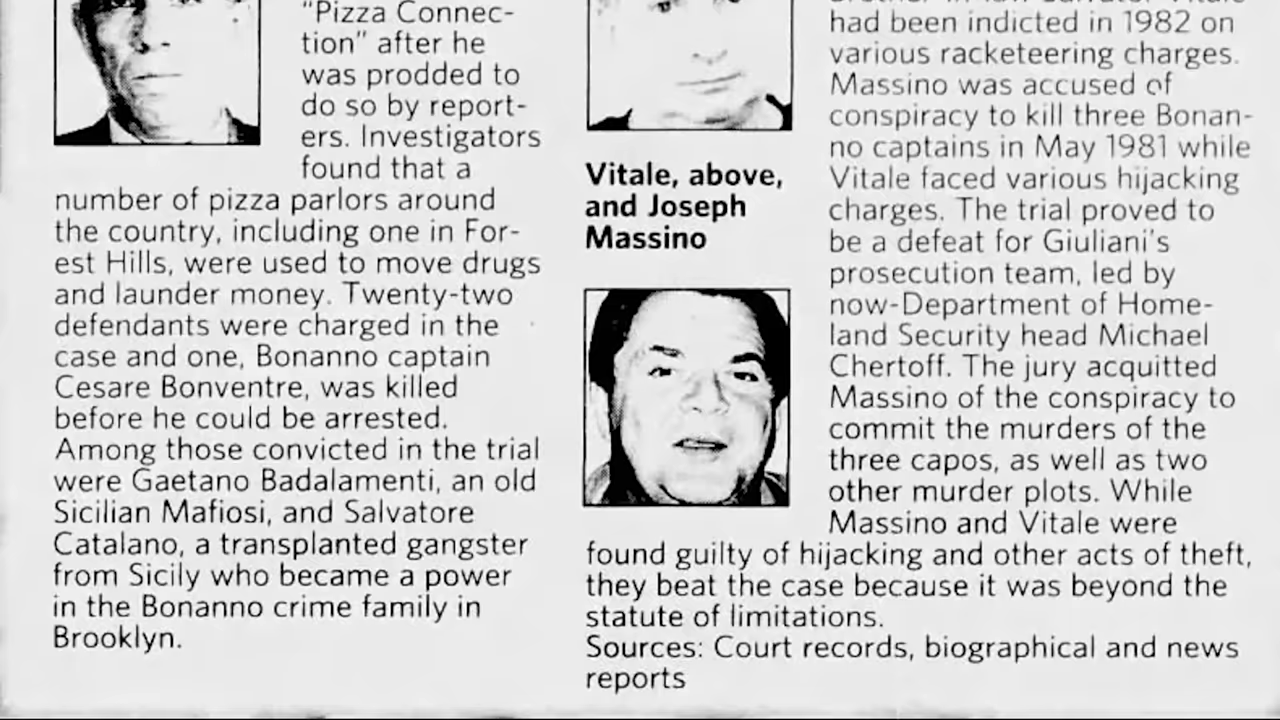 "Pizza Connec-
tion" after he
was prodded to
do so by report-
ers. Investigators
found that a
number of pizza parlors around
the country, including one in For-
est Hills, were used to move drugs
and launder money. Twenty-two
defendants were charged in the
case and one, Bonanno captain
Cesare Bonventre, was killed
before he could be arrested.
Among those convicted in the trial
were Gaetano Badalamenti, an old
Sicilian Mafiosi, and Salvatore
Catalano, a transplanted gangster
from Sicily who became a power
in the Bonanno crime family in
Brooklyn.
Vitale, above,
and Joseph
Massino
had been indicted in 1982 on
various racketeering charges.
Massino was accused of
conspiracy to kill three Bonan-
no captains in May 1981 while
Vitale faced various hijacking
charges. The trial proved to
be a defeat for Giuliani's
prosecution team, led by
now-Department of Home-
land Security head Michael
Chertoff. The jury acquitted
Massino of the conspiracy to
commit the murders of the
three capos, as well as two
other murder plots. While
Massino and Vitale were
found guilty of hijacking and other acts of theft,
they beat the case because it was beyond the
statute of limitations.
Sources: Court records, biographical and news
reports